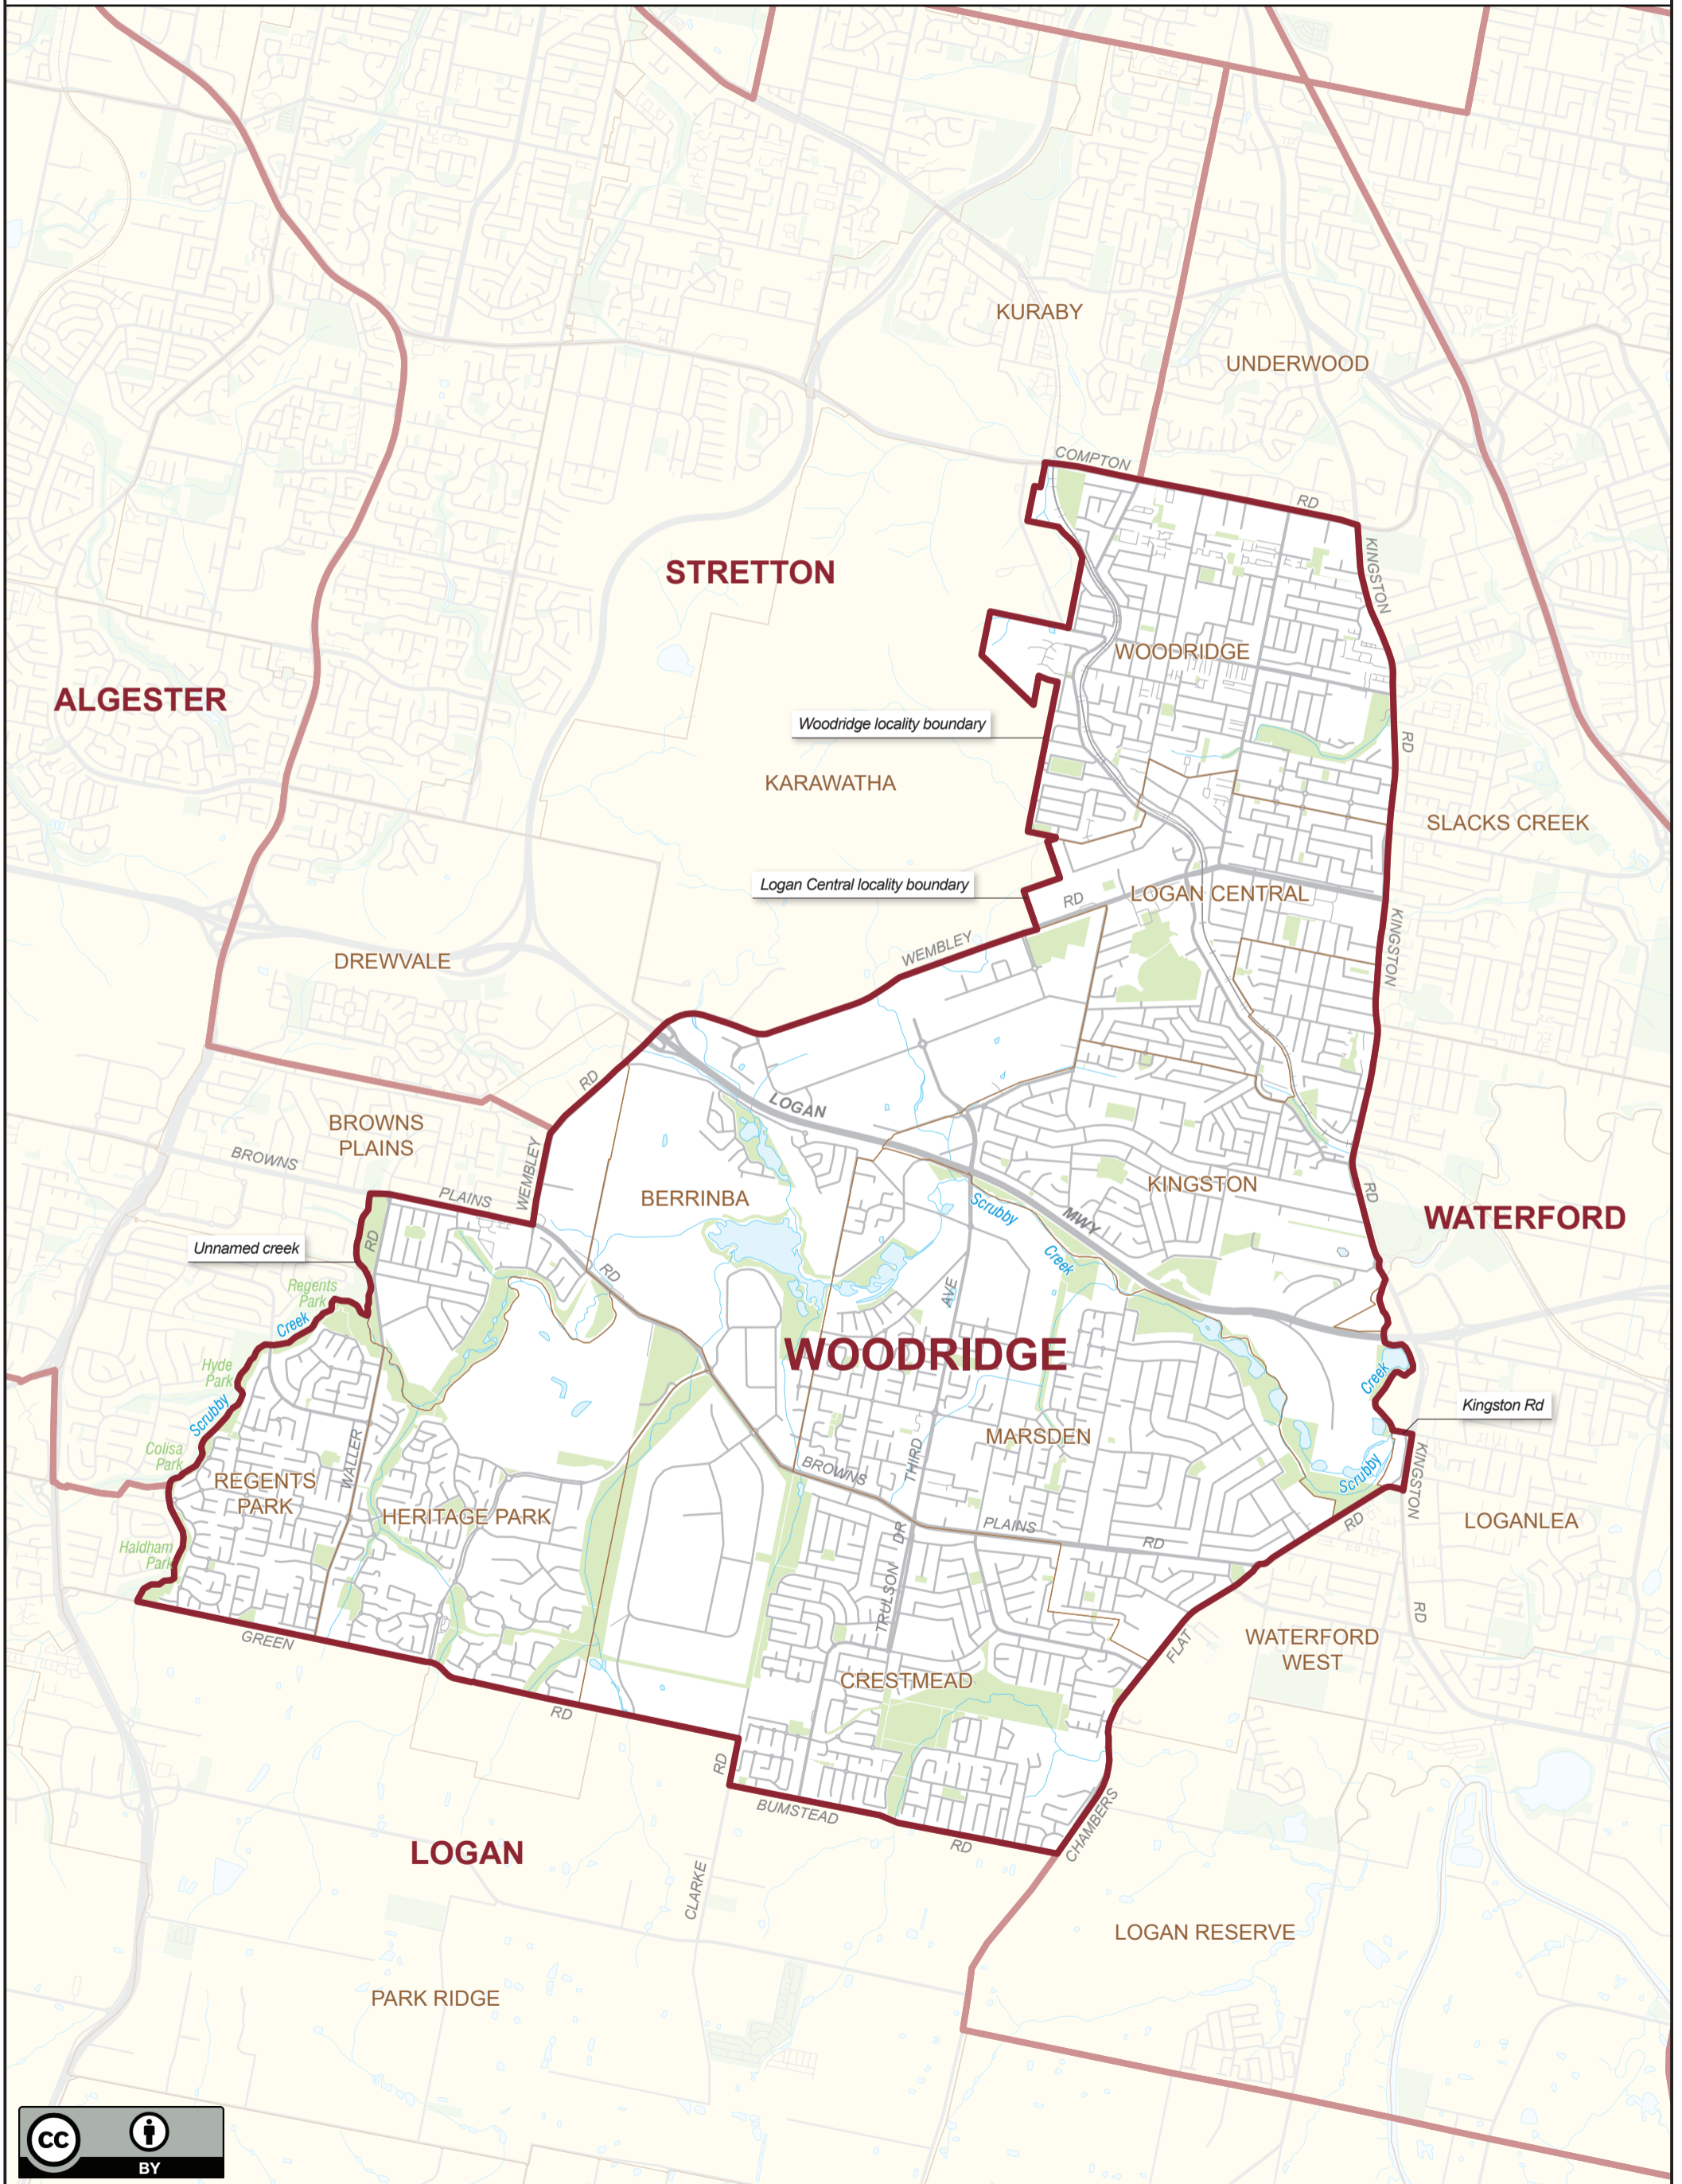 KURABY
UNDERWOOD
COMPTON
RD
KINGSTON
STRETTON
WOODRIDGE
ALGESTER
Woodridge locality boundary
RD
KARAWATHA
SLACKS CREEK
Logan Central locality boundary
RD
LOGAN CENTRAL
KINGSTON
WEMBLEY
DREWVALE
RD
LOGAN
BROWNS
PLAINS
BROWNS
WEMBLEY
PLAINS
BERRINBA
KINGSTON
RD
Scrubby
MWY
WATERFORD
Unnamed creek
RD
Creek
RD
Regents
Park
AVE
Creek
WOODRIDGE
Hyde
Park
Creek
Scrubby
Kingston Rd
MARSDEN
Colisa
Park
WALLER
THIRD
BROWNS
KINGSTON
Scrubby
REGENTS
PARK
HERITAGE PARK
PLAINS
RD
RD
LOGANLEA
Haldham
Park
DR
TRULSON
RD
GREEN
FLAT
WATERFORD
WEST
CRESTMEAD
RD
RD
BUMSTEAD
RD
CHAMBERS
LOGAN
CLARKE
LOGAN RESERVE
PARK RIDGE
CC
BY